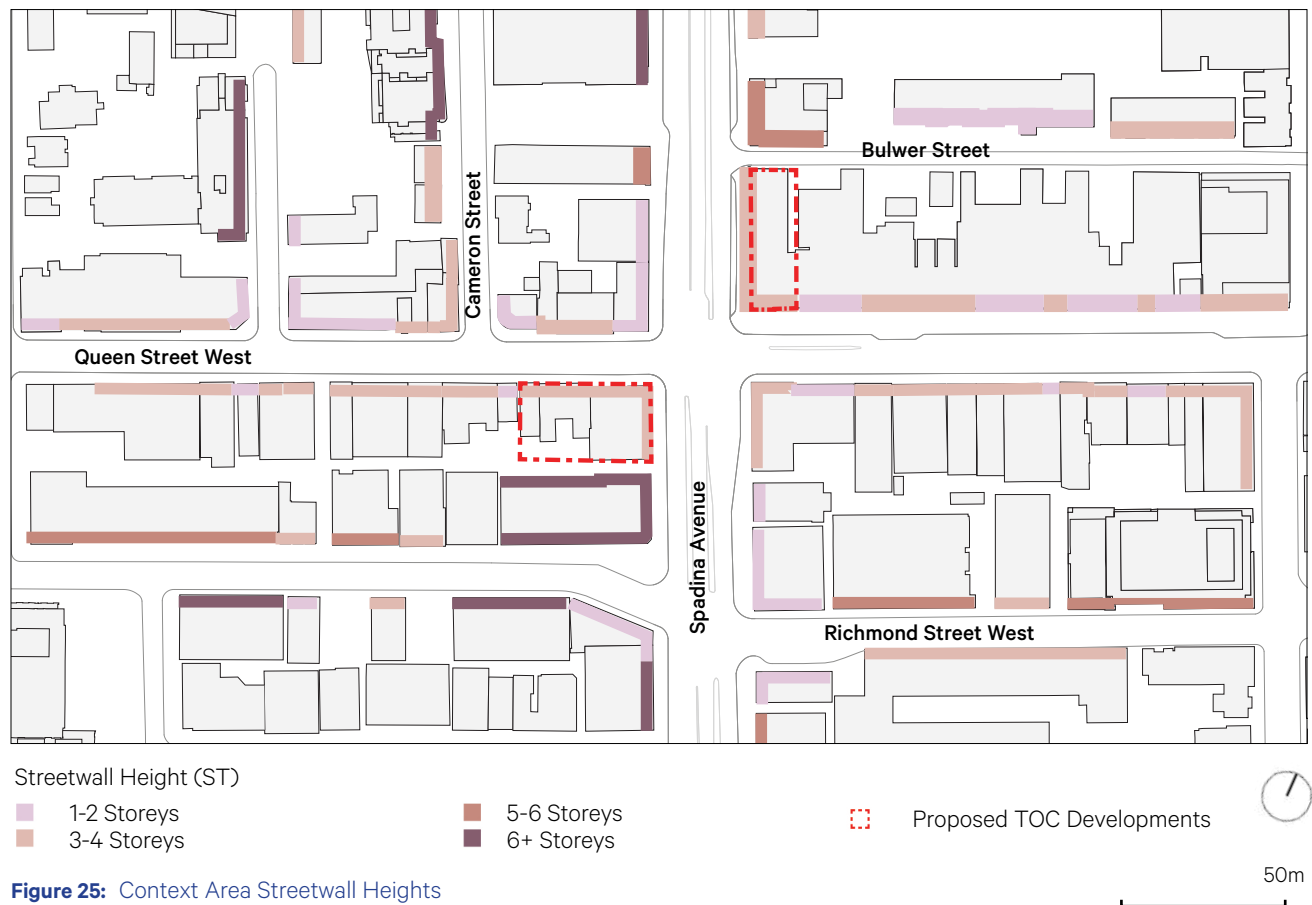 Bulwer Street
Cameron Street
Queen Street West
Spadina Avenue
Richmond Street West
Streetwall Height (ST)
1-2 Storeys
3-4 Storeys
5-6 Storeys
6+ Storeys
Proposed TOC Developments
Figure 25: Context Area Streetwall Heights
50m